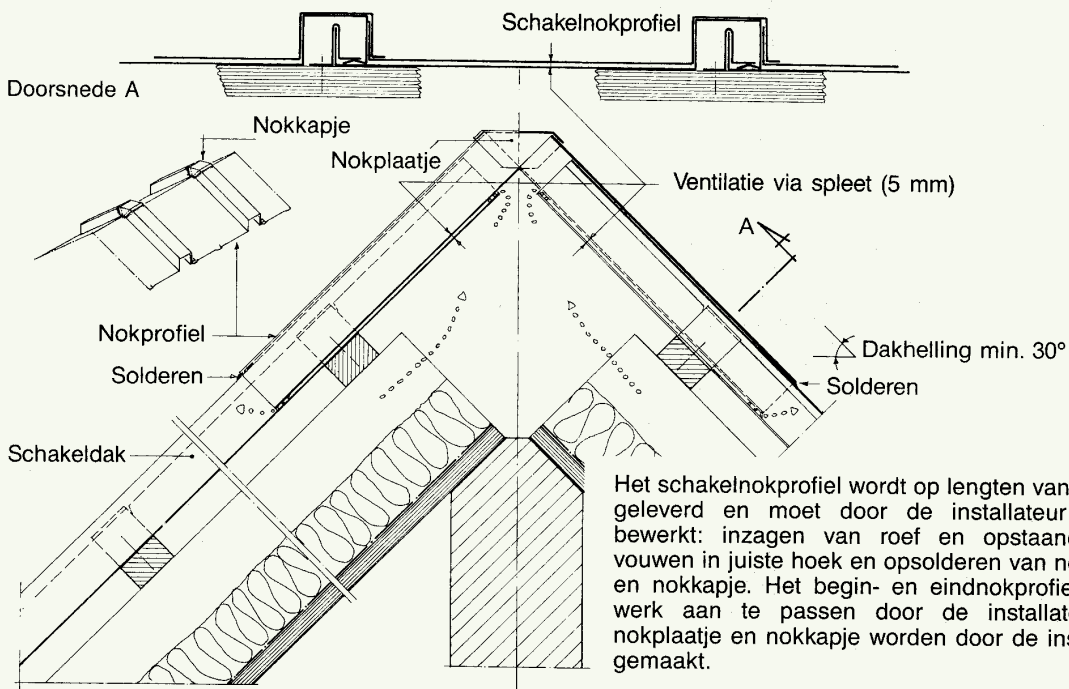 Schakelnokprofiel
Doorsnede A
Nokkapje
Nokplaatje
Ventilatie via spleet (5 mm)
A
Nokprofiel
Solderen
Dakhelling min. 30°
Solderen
Schakeldak
Het schakelnokprofiel wordt op lengten van
geleverd en moet door de installateur
bewerkt: inzagen van roef en opstaan
vouwen in juiste hoek en opsolderen van n
en nokkapje. Het begin- en eindnokprofie
werk aan te passen door de installat
nokplaatje en nokkapje worden door de ins
gemaakt.